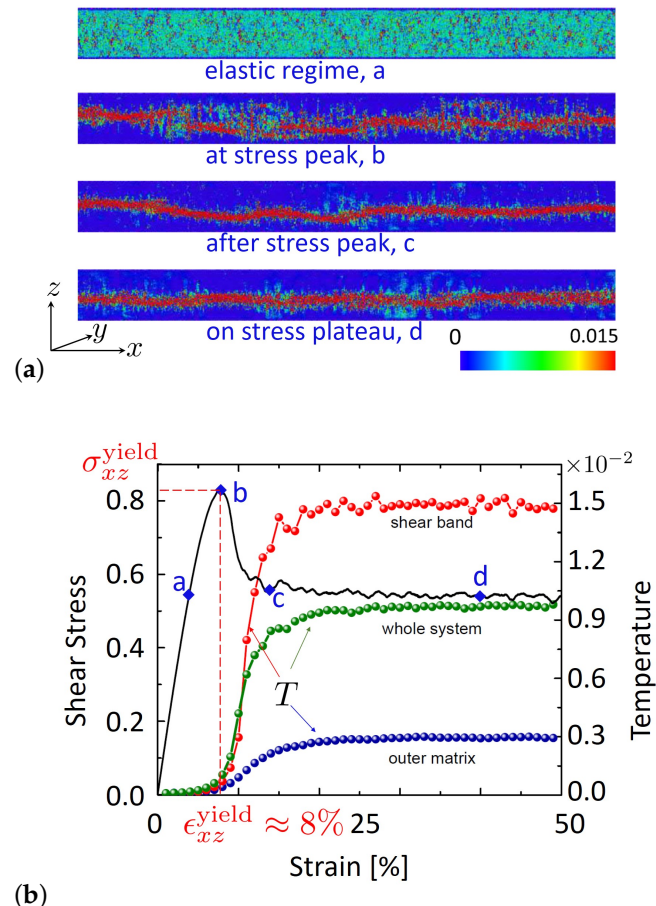 elastic regime, a
at stress peak, b
after stress peak, c
z
y
x
on stress plateau, d
0
0.015
(a)
σ_xz^yield
×10⁻²
0.8
0.6
0.4
0.2
0.0
1.5
1.2
0.9
0.6
0.3
0.0
a
b
c
d
shear band
whole system
T
outer matrix
Shear Stress
Temperature
0
25
50
ϵ_xz^yield ≈ 8%
Strain [%]
(b)